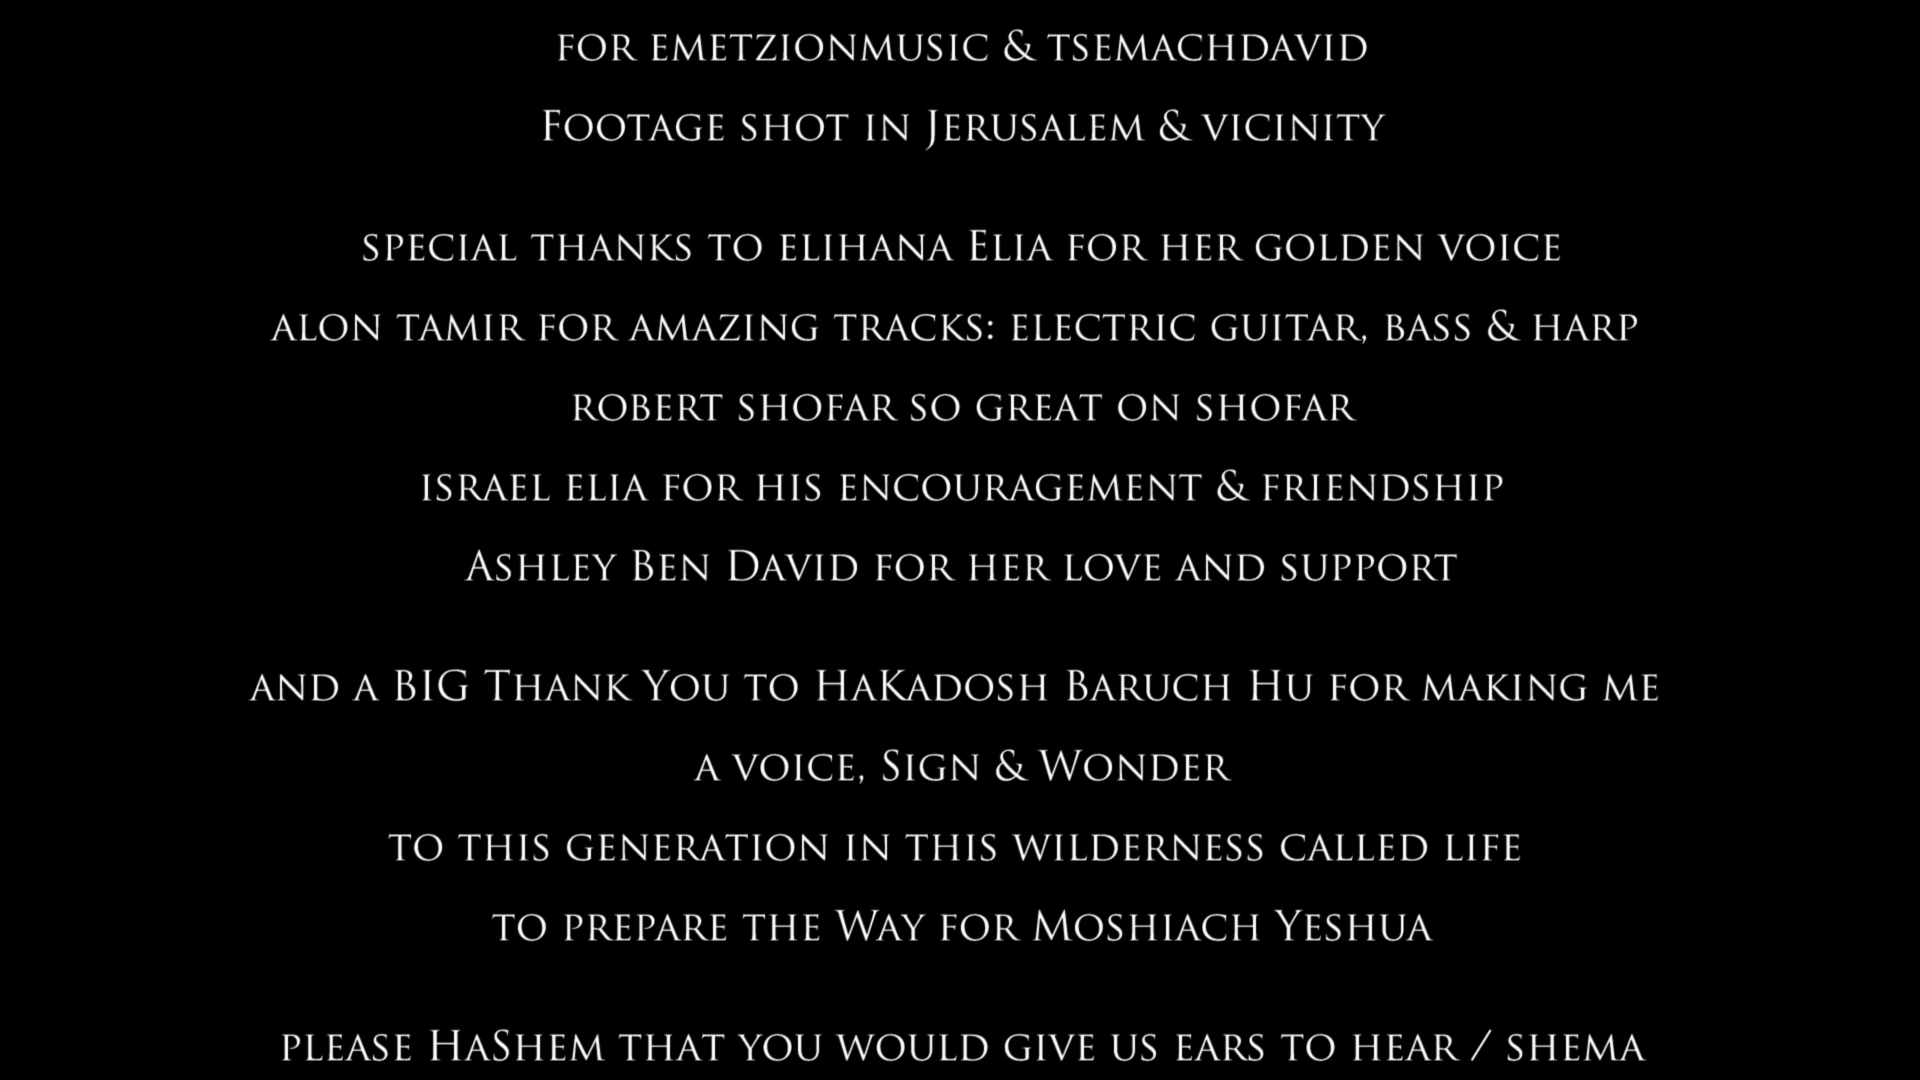 for emetzionmusic & tsemachdavid
Footage shot in Jerusalem & vicinity
special thanks to elihana Elia for her golden voice
alon tamir for amazing tracks: electric guitar, bass & harp
robert shofar so great on shofar
israel elia for his encouragement & friendship
Ashley Ben David for her love and support
and a BIG Thank You to HaKadosh Baruch Hu for making me
a voice, Sign & Wonder
to this generation in this wilderness called life
to prepare the Way for Moshiach Yeshua
please HaShem that you would give us ears to hear / shema